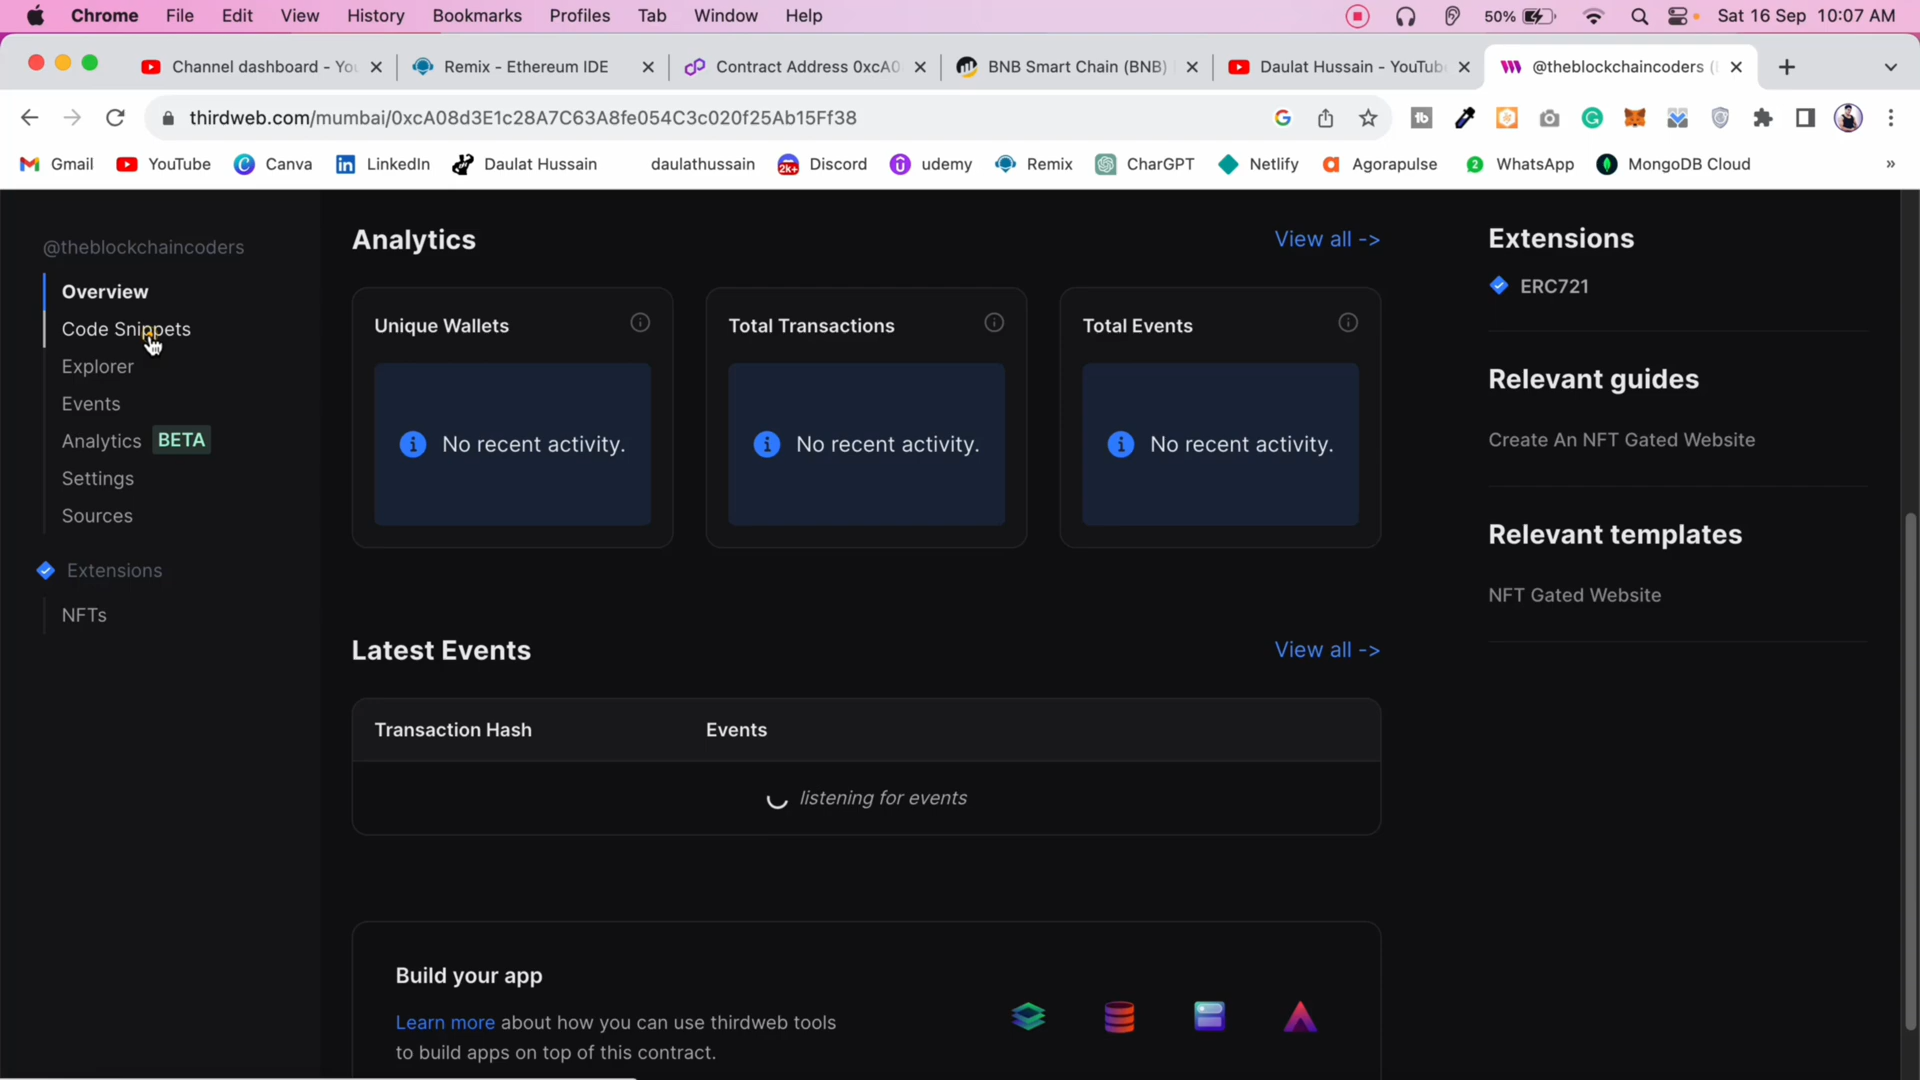 Chrome File Edit View History Bookmarks Profiles Tab Window Help 50% Sat 16 Sep 10:07 AM
Channel dashboard - You Remix - Ethereum IDE Contract Address 0xcA0 BNB Smart Chain (BNB) Daulat Hussain - YouTub @theblockchaincoders (
thirdweb.com/mumbai/0xcA08d3E1c28A7C63A8fe054C3c020f25Ab15Ff38
Gmail YouTube Canva LinkedIn Daulat Hussain daulathussain 2k+ Discord udemy Remix CharGPT Netlify Agorapulse 2 WhatsApp MongoDB Cloud »
@theblockchaincoders
Overview
Code Snippets
Explorer
Events
Analytics BETA
Settings
Sources
Extensions
NFTs
Analytics View all ->
Unique Wallets
No recent activity.
Total Transactions
No recent activity.
Total Events
No recent activity.
Latest Events View all ->
Transaction Hash Events
listening for events
Build your app
Learn more about how you can use thirdweb tools
to build apps on top of this contract.
Extensions
ERC721
Relevant guides
Create An NFT Gated Website
Relevant templates
NFT Gated Website